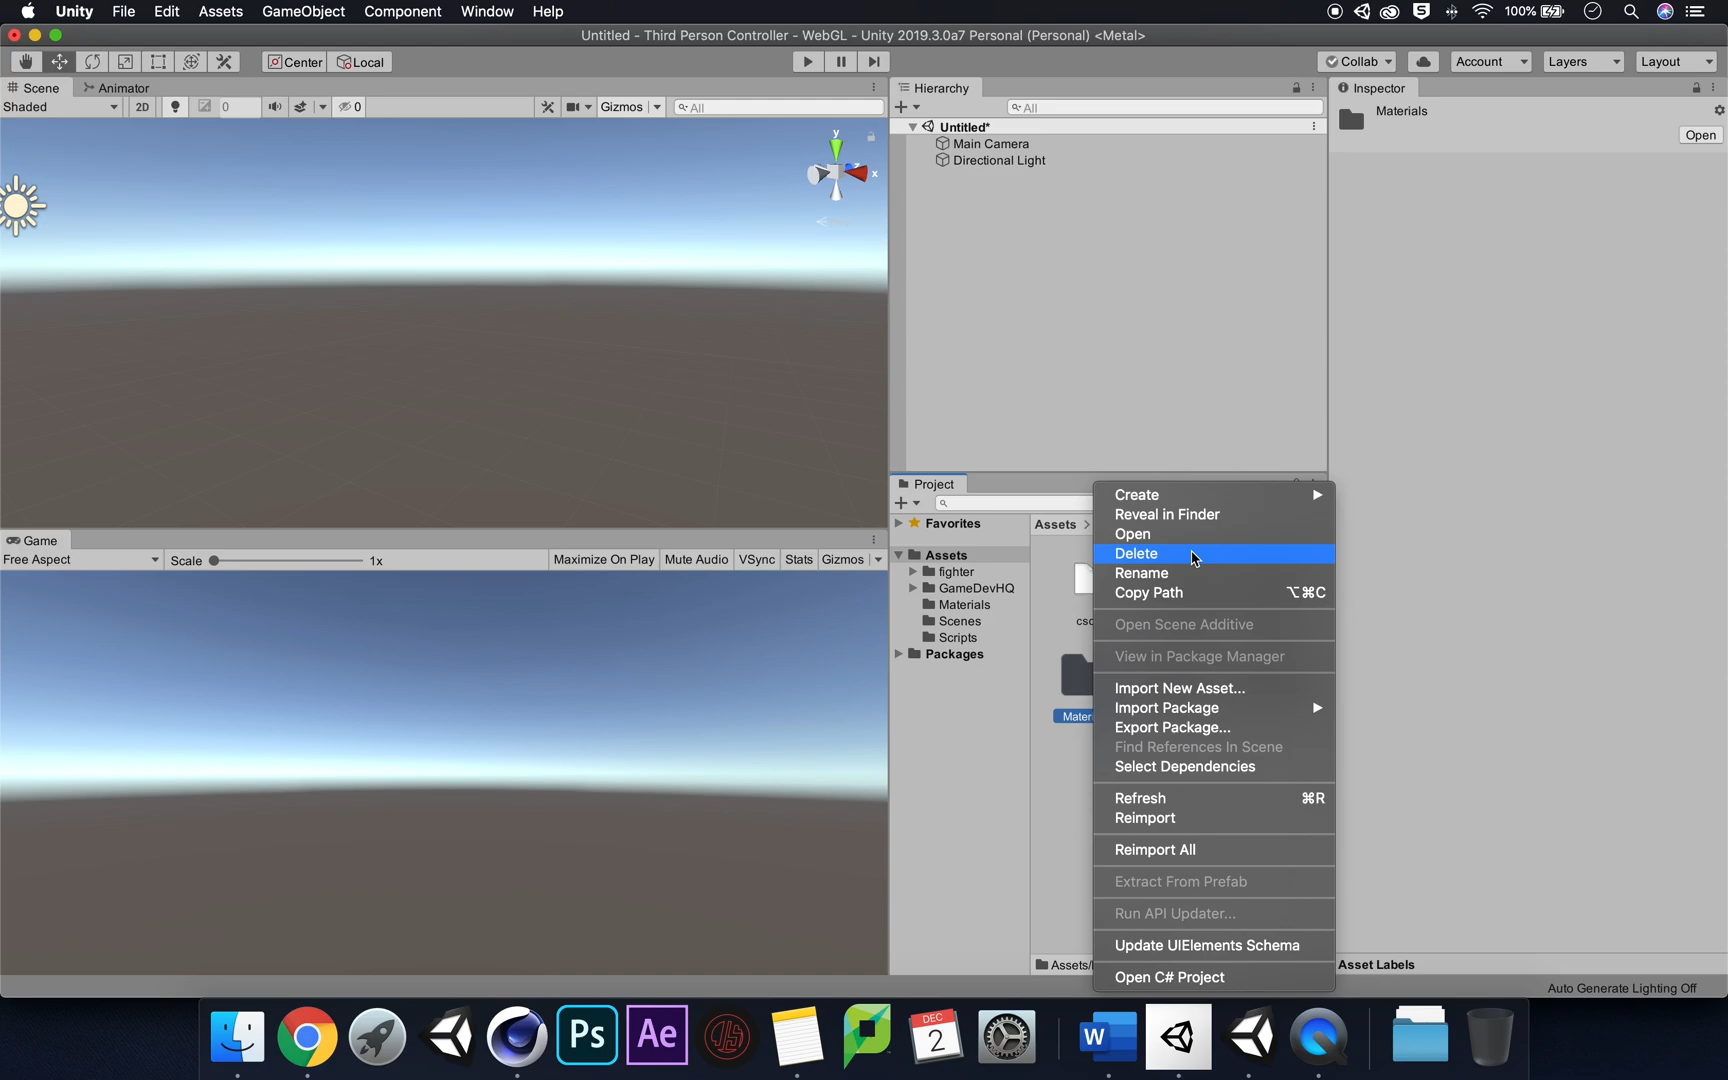 Unity File Edit Assets GameObject Component Window Help 100%
Untitled - Third Person Controller - WebGL - Unity 2019.3.0a7 Personal (Personal) <Metal>
Center Local Collab Account Layers Layout
Scene Animator
Shaded 2D 0 0 Gizmos All
y
x
Hierarchy
All
Untitled*
Main Camera
Directional Light
Inspector
Materials
Open
Game
Free Aspect Scale 1x Maximize On Play Mute Audio VSync Stats Gizmos
Project
Favorites
Assets
fighter
GameDevHQ
Materials
Scenes
Scripts
Packages
Assets >
csc
Mater
Assets/
Create
Reveal in Finder
Open
Delete
Rename
Copy Path ⌥⌘C
Open Scene Additive
View in Package Manager
Import New Asset...
Import Package
Export Package...
Find References In Scene
Select Dependencies
Refresh ⌘R
Reimport
Reimport All
Extract From Prefab
Run API Updater...
Update UIElements Schema
Open C# Project
Asset Labels
Auto Generate Lighting Off
Ps Ae DEC 2 W